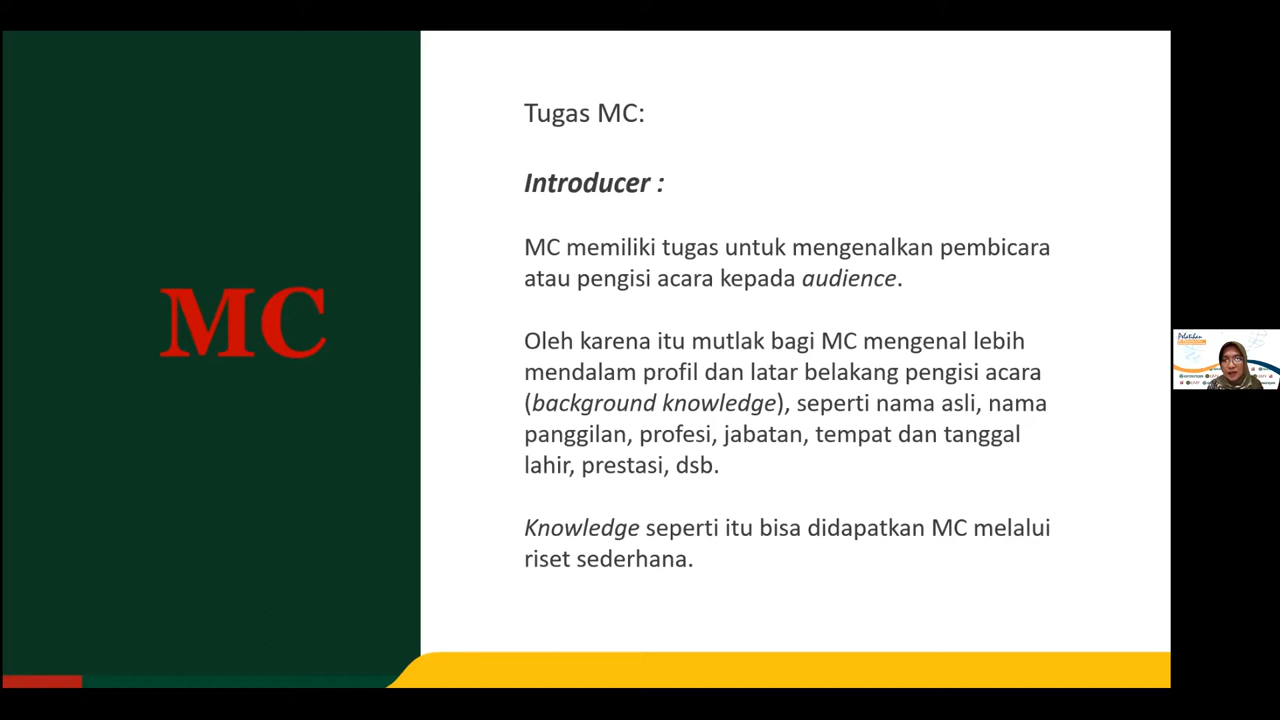 MC
Tugas MC:
Introducer :
MC memiliki tugas untuk mengenalkan pembicara
atau pengisi acara kepada audience.
Oleh karena itu mutlak bagi MC mengenal lebih
mendalam profil dan latar belakang pengisi acara
(background knowledge), seperti nama asli, nama
panggilan, profesi, jabatan, tempat dan tanggal
lahir, prestasi, dsb.
Knowledge seperti itu bisa didapatkan MC melalui
riset sederhana.
Pelatihan